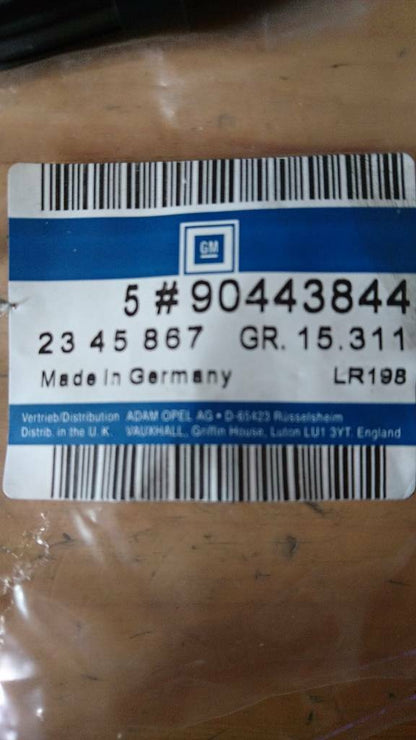 GM
5 # 90443844
23 45 867 GR. 15.311
Made In Germany LR198
Vertrieb/Distribution ADAM OPEL AG • D-65423 Rüsselsheim
Distrib. in the U. K. VAUXHALL, Griffin House, Luton LU1 3YT. England